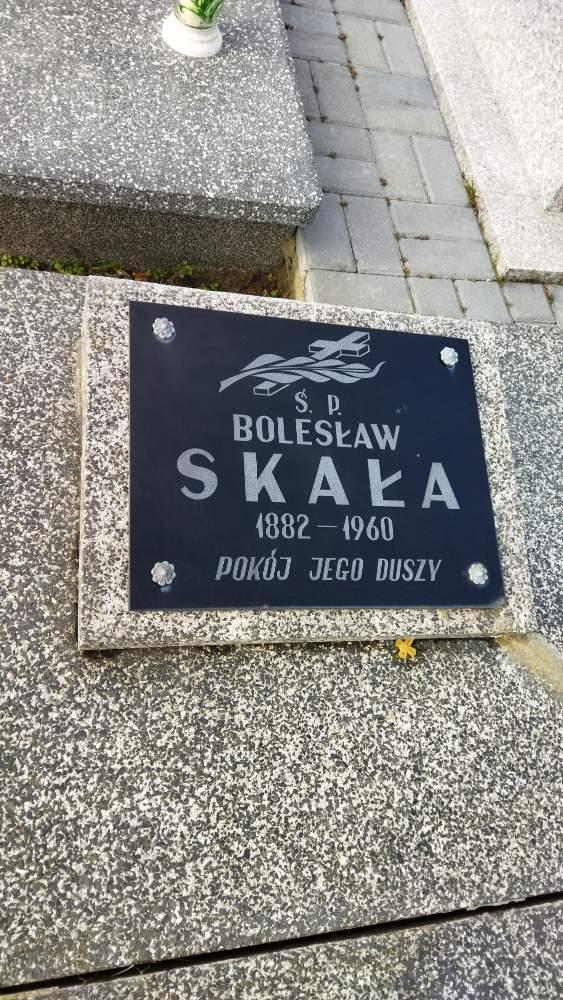 Ś. P.
BOLESŁAW
SKAŁA
1882 – 1960
POKÓJ JEGO DUSZY